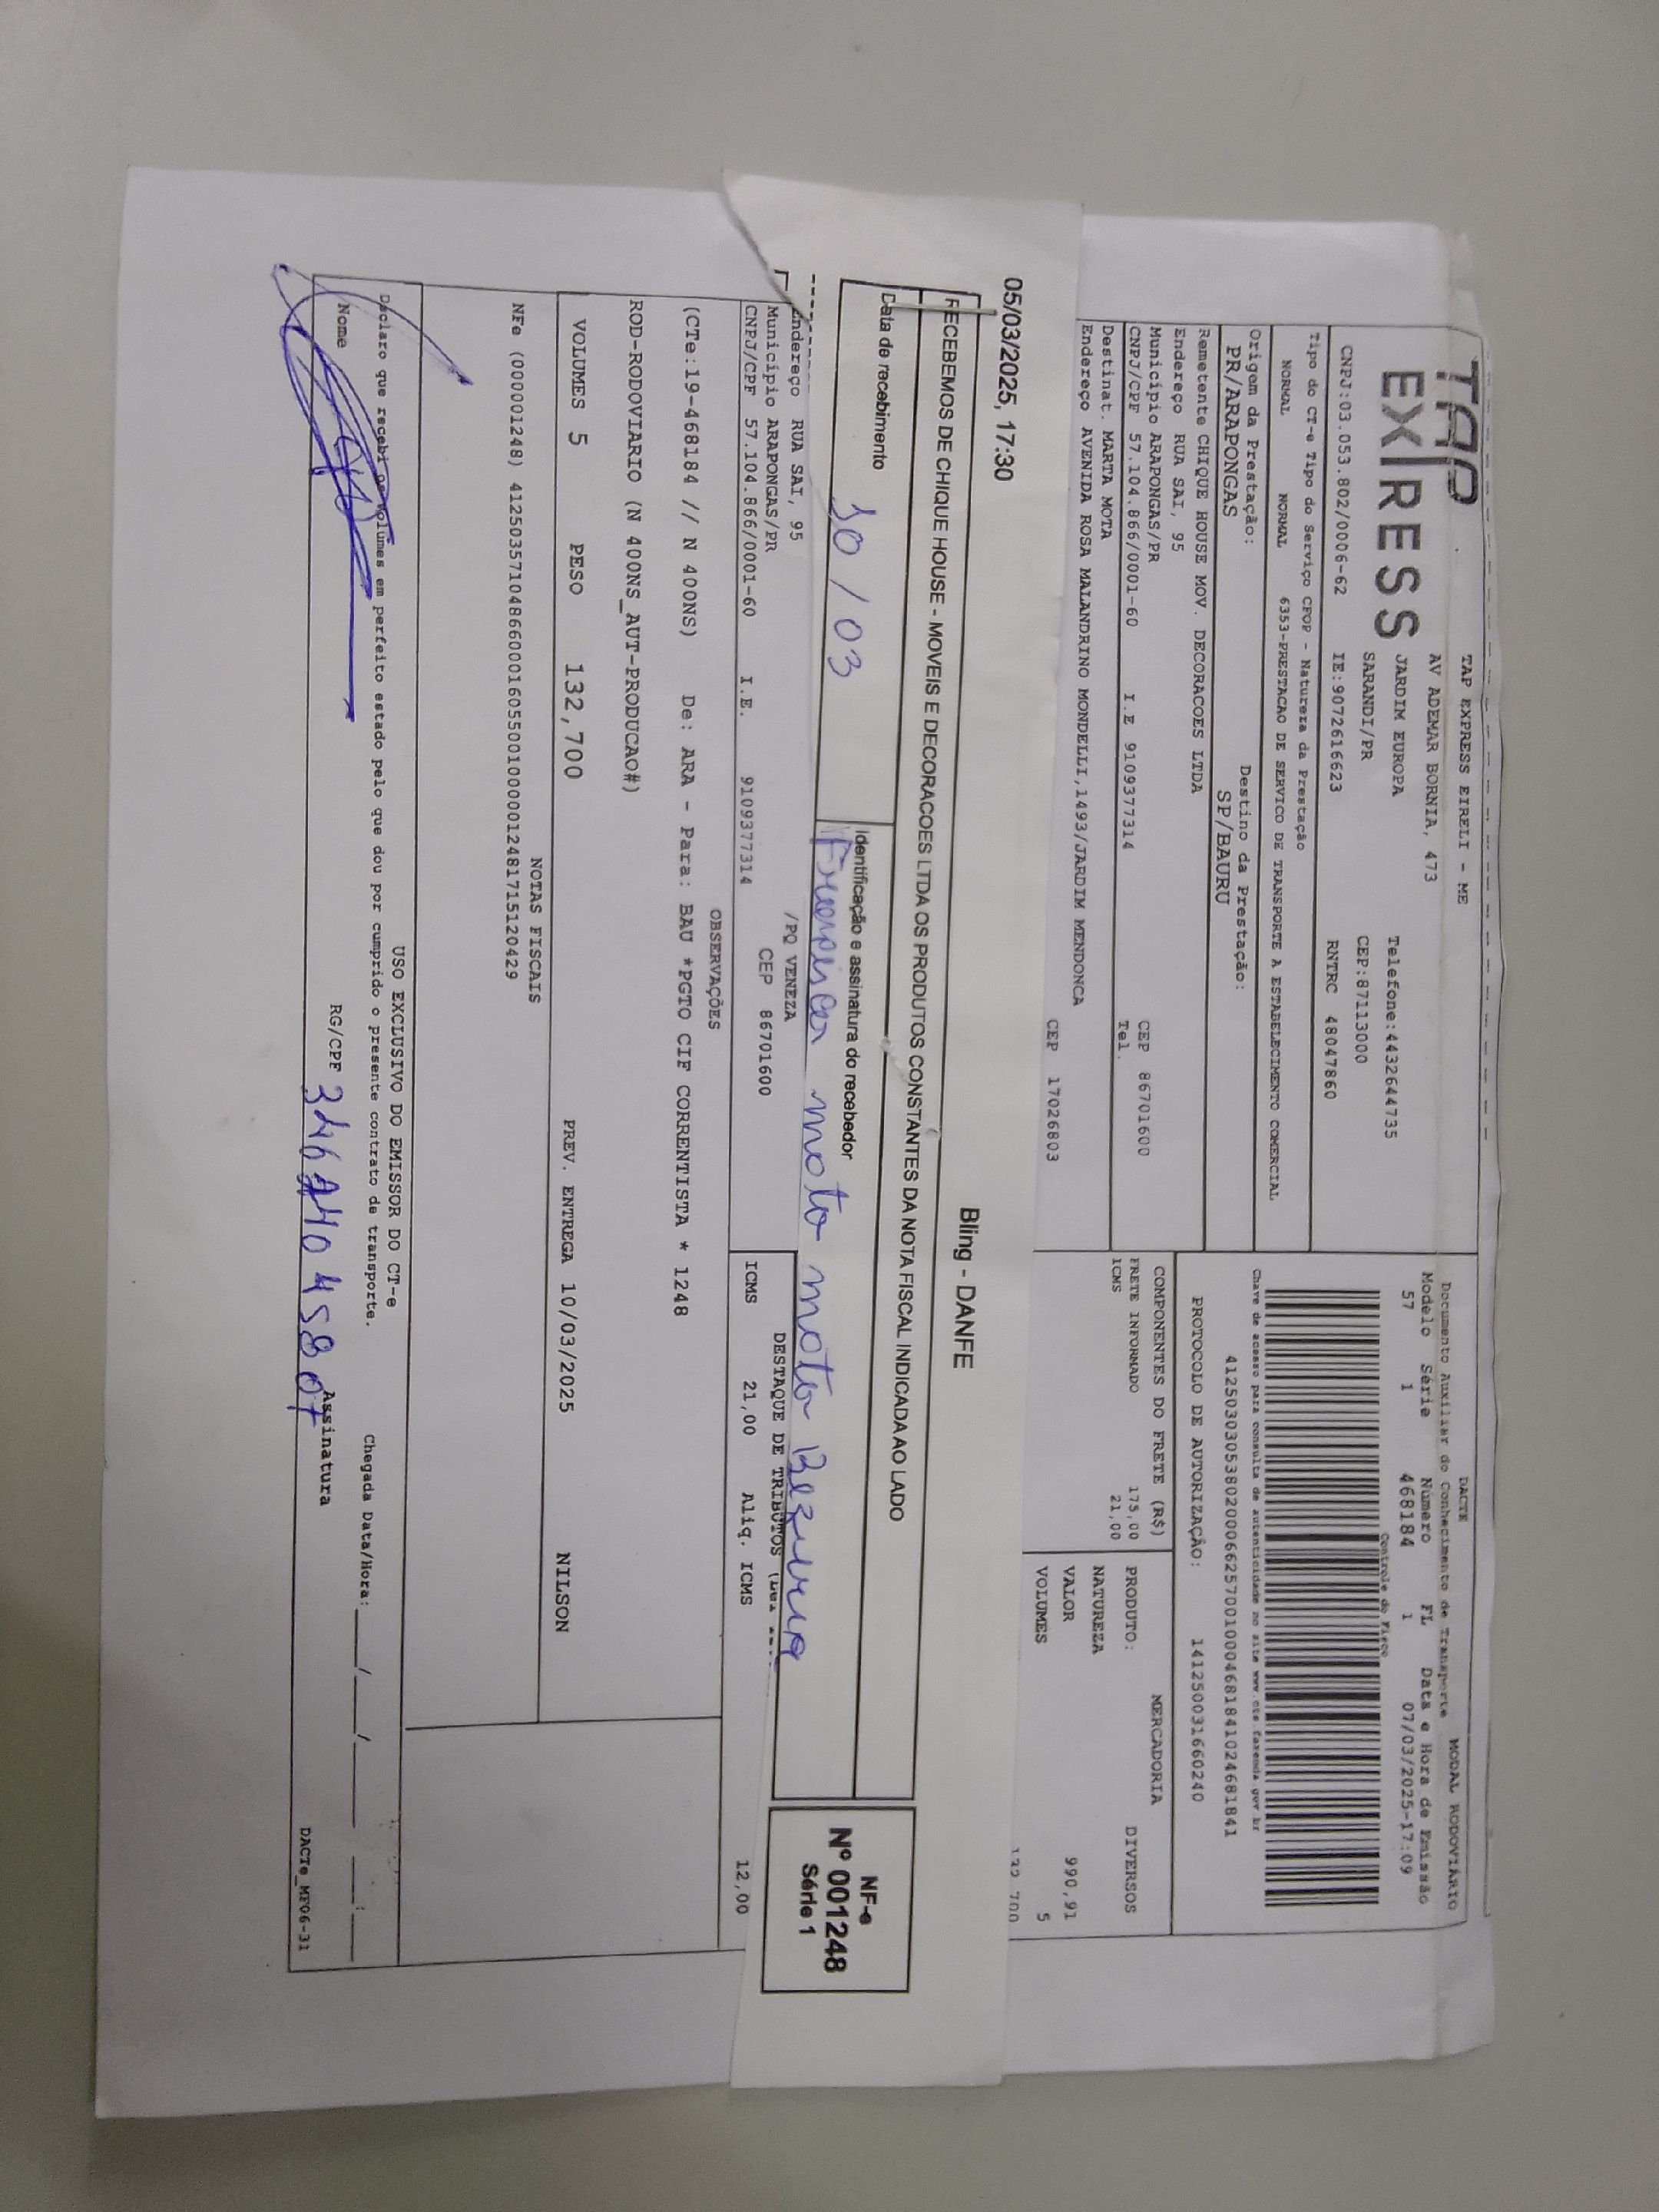 TAP
EXPRESS
TAP EXPRESS EIRELI - ME
AV ADEMAR BORNIA, 473
JARDIM EUROPA Telefone:4432644735
SARANDI/PR CEP:87113000
CNPJ:03.053.802/0006-62 IE:9072616623 RNTRC 48047860
Tipo do CT-e Tipo do Serviço CFOP - Natureza da Prestação
NORMAL NORMAL 6353-PRESTACAO DE SERVICO DE TRANSPORTE A ESTABELECIMENTO COMERCIAL
Origem da Prestação: Destino da Prestação:
PR/ARAPONGAS SP/BAURU
Remetente CHIQUE HOUSE MOV. DECORACOES LTDA
Endereço RUA SAI, 95
Município ARAPONGAS/PR CEP 86701600
CNPJ/CPF 57.104.866/0001-60 I.E 9109377314 Tel.
Destinat. MARTA MOTA
Endereço AVENIDA ROSA MALANDRINO MONDELLI,1493/JARDIM MENDONCA
CEP 17026803
DACTE MODAL RODOVIÁRIO
Documento Auxiliar do Conhecimento de Transporte
Modelo Série Número FL Data e Hora de Emissão
57 1 468184 1 07/03/2025-17:09
Controle do Fisco
Chave de acesso para consulta de autenticidade no site www.cte.fazenda.gov.br
41250303053802000662570010004681841024681841
PROTOCOLO DE AUTORIZAÇÃO: 141250031660240
COMPONENTES DO FRETE (R$)
FRETE INFORMADO 175,00
ICMS 21,00
MERCADORIA
PRODUTO: DIVERSOS
NATUREZA
VALOR 990,91
VOLUMES 5
132,700
05/03/2025, 17:30 Bling - DANFE
RECEBEMOS DE CHIQUE HOUSE - MOVEIS E DECORACOES LTDA OS PRODUTOS CONSTANTES DA NOTA FISCAL INDICADA AO LADO
Data de recebimento Identificação e assinatura do recebedor
10/03
NF-e
Nº 001248
Série 1
Endereço RUA SAI, 95 /PQ VENEZA
Município ARAPONGAS/PR CEP 86701600
CNPJ/CPF 57.104.866/0001-60 I.E. 9109377314
DESTAQUE DE TRIBUTOS
ICMS 21,00 Aliq. ICMS 12,00
OBSERVAÇÕES
(CTe:19-468184 // N 400NS) De: ARA - Para: BAU *PGTO CIF CORRENTISTA * 1248
ROD-RODOVIARIO (N 400NS_AUT-PRODUCAO#)
VOLUMES 5 PESO 132,700 PREV. ENTREGA 10/03/2025 NILSON
NOTAS FISCAIS
NFe (000001248) 41250357104866000160550010000012481715120429
USO EXCLUSIVO DO EMISSOR DO CT-e
Declaro que recebi os volumes em perfeito estado pelo que dou por cumprido o presente contrato de transporte. Chegada Data/Hora:___/___/_____ ___:___
Nome RG/CPF Assinatura
DACTe_MF06-31